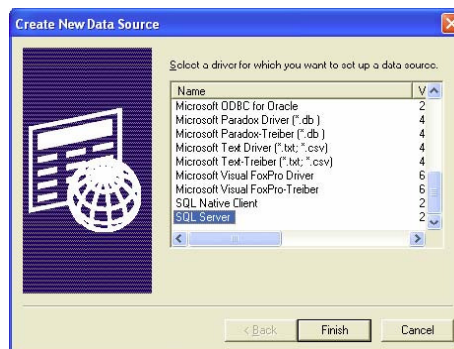 Create New Data Source
Select a driver for which you want to set up a data source.
Name V
Microsoft ODBC for Oracle 2
Microsoft Paradox Driver (*.db ) 4
Microsoft Paradox-Treiber (*.db ) 4
Microsoft Text Driver (*.txt; *.csv) 4
Microsoft Text-Treiber (*.txt; *.csv) 4
Microsoft Visual FoxPro Driver 6
Microsoft Visual FoxPro-Treiber 6
SQL Native Client 2
SQL Server 2
< Back Finish Cancel